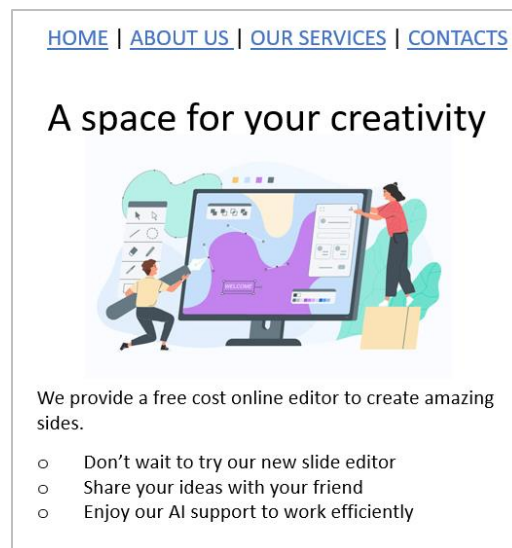 HOME | ABOUT US | OUR SERVICES | CONTACTS
A space for your creativity
WELCOME
We provide a free cost online editor to create amazing
sides.
o Don’t wait to try our new slide editor
o Share your ideas with your friend
o Enjoy our AI support to work efficiently